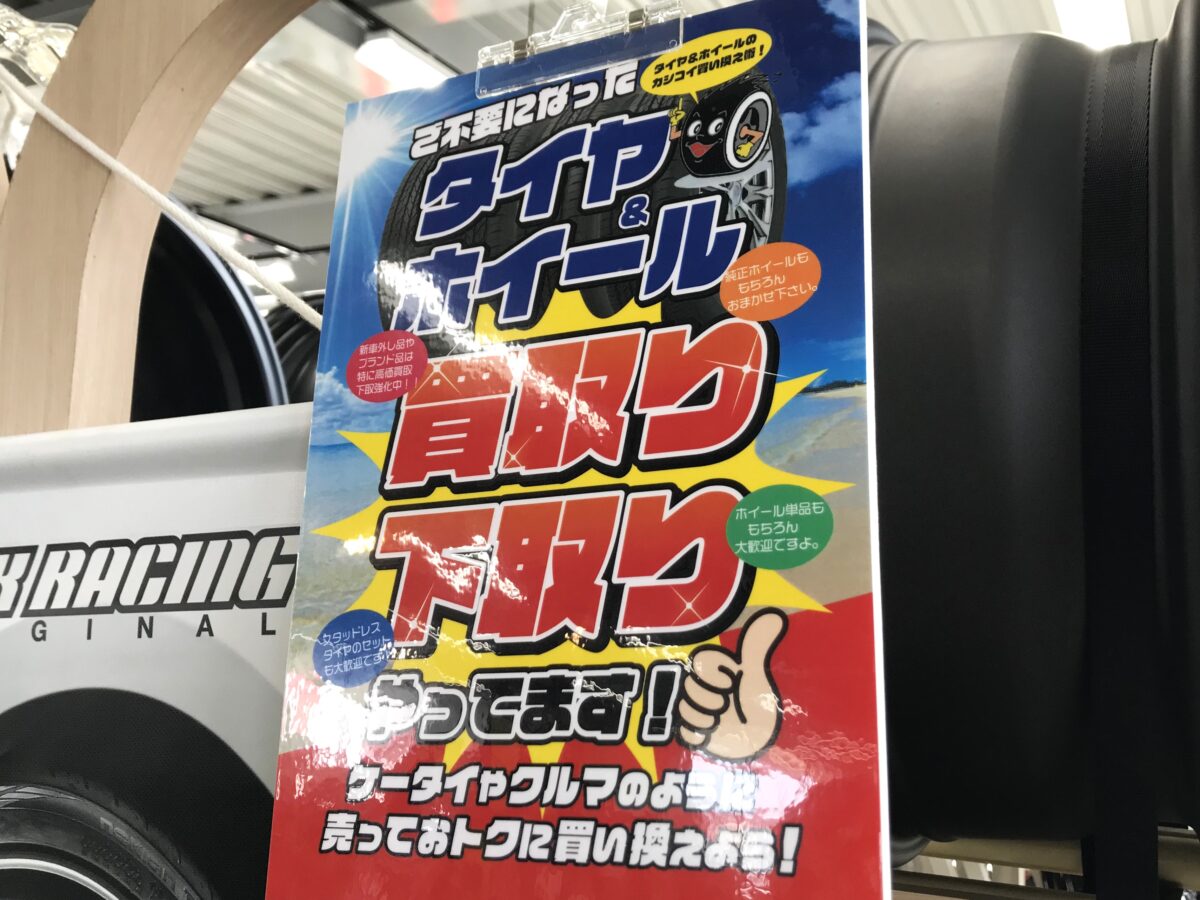 タイヤ&ホイールの
カシコイ買い換え術！
ご不要になった
タイヤ
&
ホイール
純正ホイールも
もちろん
おまかせ下さい。
新車外し品や
ブランド品は
特に高価買取
下取強化中！！
買取り
下取り
ホイール単品も
もちろん
大歓迎ですよ。
スタッドレス
タイヤのセット
も大歓迎です
やってます！
ケータイやクルマのように
売っておトクに買い換えよう！
X RACING
GINAL